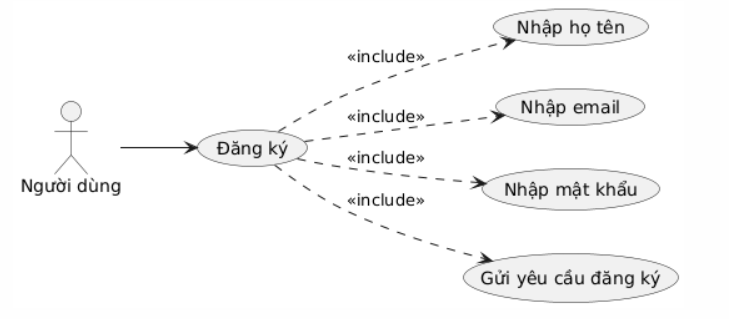 Nhập họ tên
«include»
«include»
Nhập email
Đăng ký
«include»
Người dùng
Nhập mật khẩu
«include»
Gửi yêu cầu đăng ký